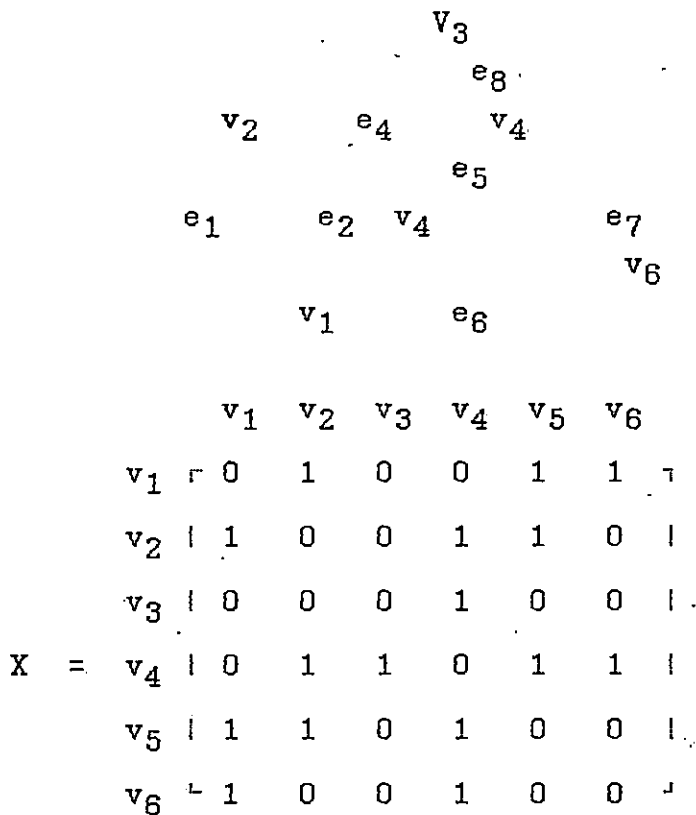 V₃
e₈
v₂ e₄ v₄
e₅
e₁ e₂ v₄ e₇
v₆
v₁ e₆
v₁ v₂ v₃ v₄ v₅ v₆
v₁ 0 1 0 0 1 1
v₂ 1 0 0 1 1 0
v₃ 0 0 0 1 0 0
X = v₄ 0 1 1 0 1 1
v₅ 1 1 0 1 0 0
v₆ 1 0 0 1 0 0